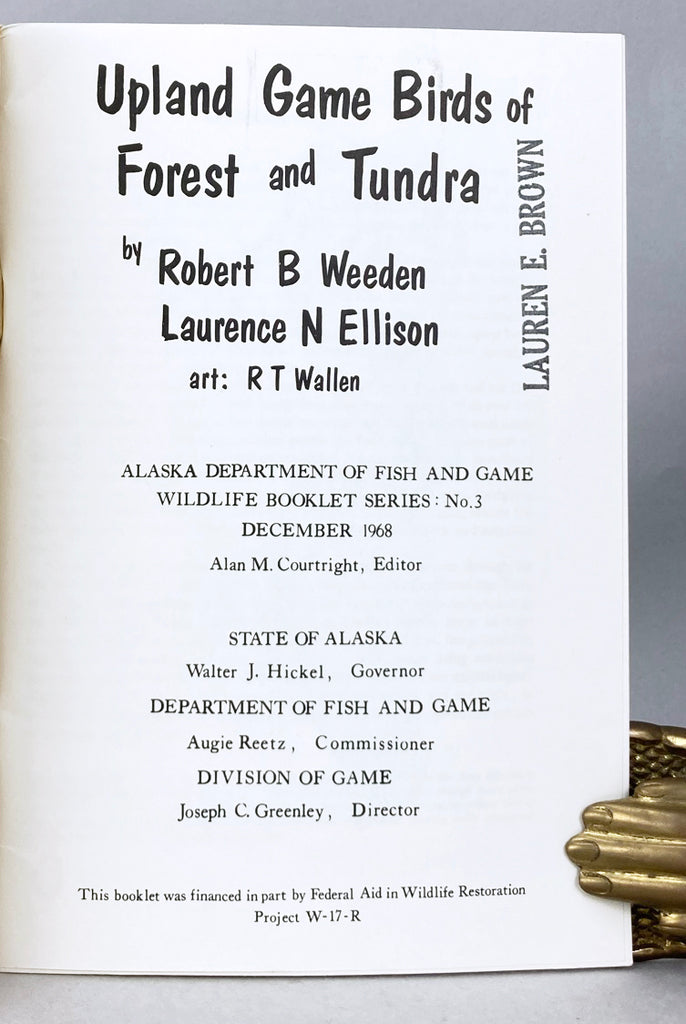 Upland Game Birds of
Forest and Tundra
by Robert B Weeden
Laurence N Ellison
art: R T Wallen
LAUREN E. BROWN
ALASKA DEPARTMENT OF FISH AND GAME
WILDLIFE BOOKLET SERIES: No.3
DECEMBER 1968
Alan M. Courtright, Editor
STATE OF ALASKA
Walter J. Hickel, Governor
DEPARTMENT OF FISH AND GAME
Augie Reetz, Commissioner
DIVISION OF GAME
Joseph C. Greenley, Director
This booklet was financed in part by Federal Aid in Wildlife Restoration
Project W-17-R